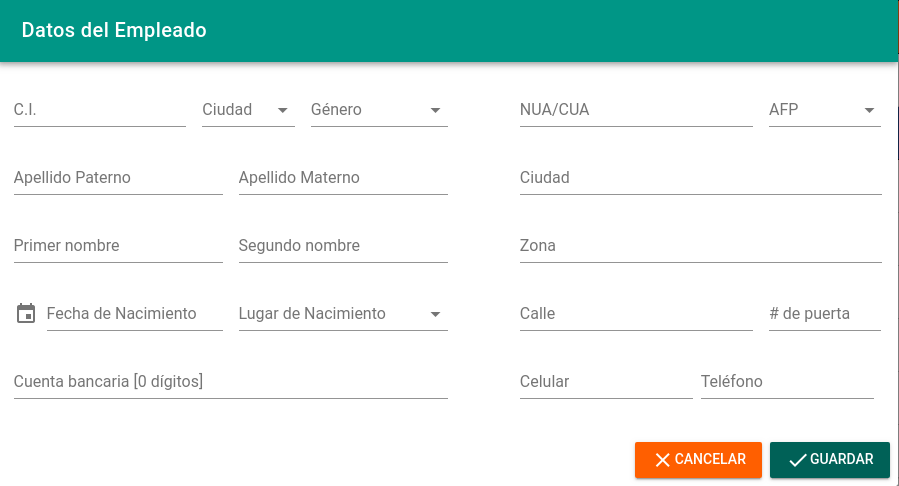 Datos del Empleado
C.I. Ciudad Género NUA/CUA AFP
Apellido Paterno Apellido Materno Ciudad
Primer nombre Segundo nombre Zona
Fecha de Nacimiento Lugar de Nacimiento Calle # de puerta
Cuenta bancaria [0 dígitos] Celular Teléfono
CANCELAR GUARDAR